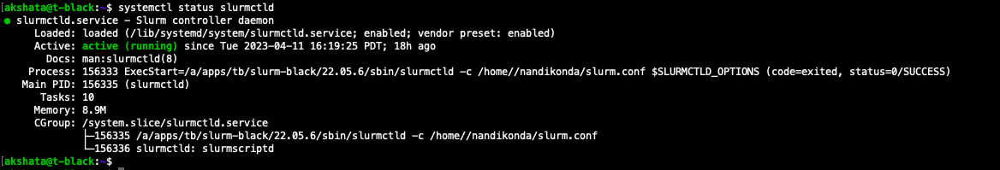 [akshata@t-black:~$ systemctl status slurmctld
● slurmctld.service - Slurm controller daemon
Loaded: loaded (/lib/systemd/system/slurmctld.service; enabled; vendor preset: enabled)
Active: active (running) since Tue 2023-04-11 16:19:25 PDT; 18h ago
Docs: man:slurmctld(8)
Process: 156333 ExecStart=/a/apps/tb/slurm-black/22.05.6/sbin/slurmctld -c /home//nandikonda/slurm.conf $SLURMCTLD_OPTIONS (code=exited, status=0/SUCCESS)
Main PID: 156335 (slurmctld)
Tasks: 10
Memory: 8.9M
CGroup: /system.slice/slurmctld.service
├─156335 /a/apps/tb/slurm-black/22.05.6/sbin/slurmctld -c /home//nandikonda/slurm.conf
└─156336 slurmctld: slurmscriptd
[akshata@t-black:~$